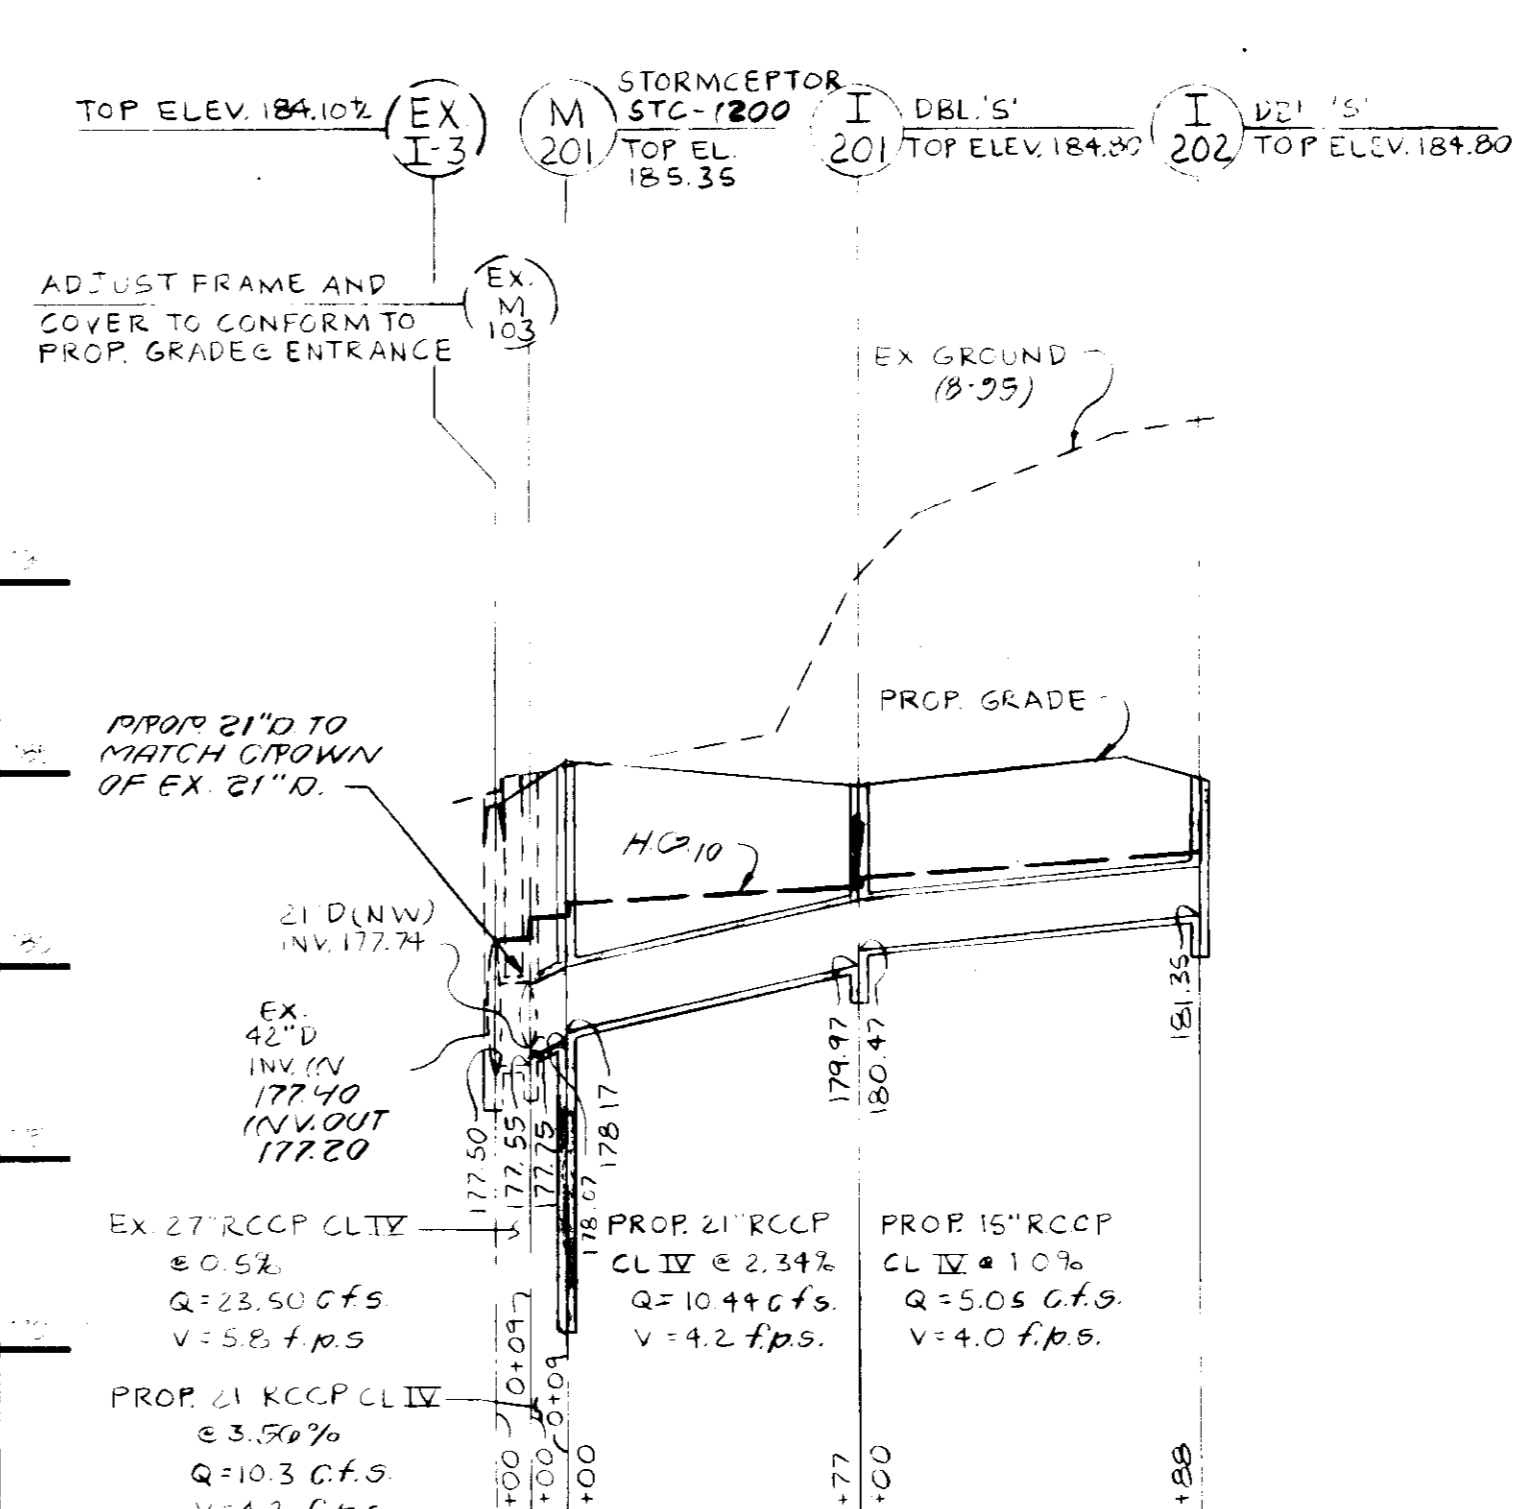 TOP ELEV. 184.10±
EX
I-3
M
201
STORMCEPTOR
STC-1200
TOP EL.
185.35
I
201
DBL. 'S'
TOP ELEV. 184.80
I
202
DBL 'S'
TOP ELEV. 184.80
ADJUST FRAME AND
COVER TO CONFORM TO
PROP. GRADE @ ENTRANCE
EX.
M
103
EX GROUND
(8-95)
PROP. GRADE
PROP. 21"D TO
MATCH CROWN
OF EX. 21"D.
H.G.10
21"D(NW)
INV. 177.74
EX.
42"D
INV. IN
177.40
INV. OUT
177.20
177.50
177.55
177.75
178.07
178.17
179.97
180.47
181.35
EX. 27" RCCP CL IV
@ 0.5%
Q = 23.50 c.f.s.
V = 5.8 f.p.s
PROP. 21" RCCP
CL IV @ 2.34%
Q = 10.44 c.f.s.
V = 4.2 f.p.s.
PROP. 15" RCCP
CL IV @ 1.0%
Q = 5.05 c.f.s.
V = 4.0 f.p.s.
PROP. 21 RCCP CL IV
@ 3.56%
Q = 10.3 c.f.s.
0+09
0+09
+00
+00
+00
+77
+00
+88